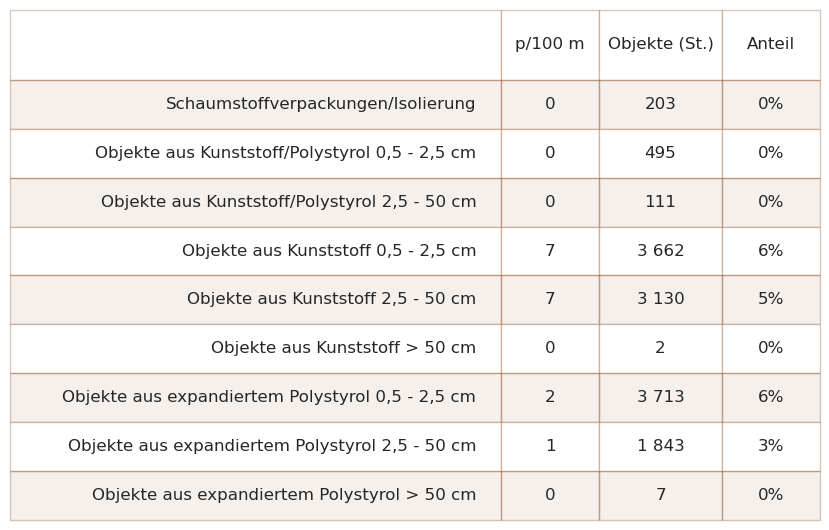 p/100 m Objekte (St.) Anteil
Schaumstoffverpackungen/Isolierung 0 203 0%
Objekte aus Kunststoff/Polystyrol 0,5 - 2,5 cm 0 495 0%
Objekte aus Kunststoff/Polystyrol 2,5 - 50 cm 0 111 0%
Objekte aus Kunststoff 0,5 - 2,5 cm 7 3 662 6%
Objekte aus Kunststoff 2,5 - 50 cm 7 3 130 5%
Objekte aus Kunststoff > 50 cm 0 2 0%
Objekte aus expandiertem Polystyrol 0,5 - 2,5 cm 2 3 713 6%
Objekte aus expandiertem Polystyrol 2,5 - 50 cm 1 1 843 3%
Objekte aus expandiertem Polystyrol > 50 cm 0 7 0%